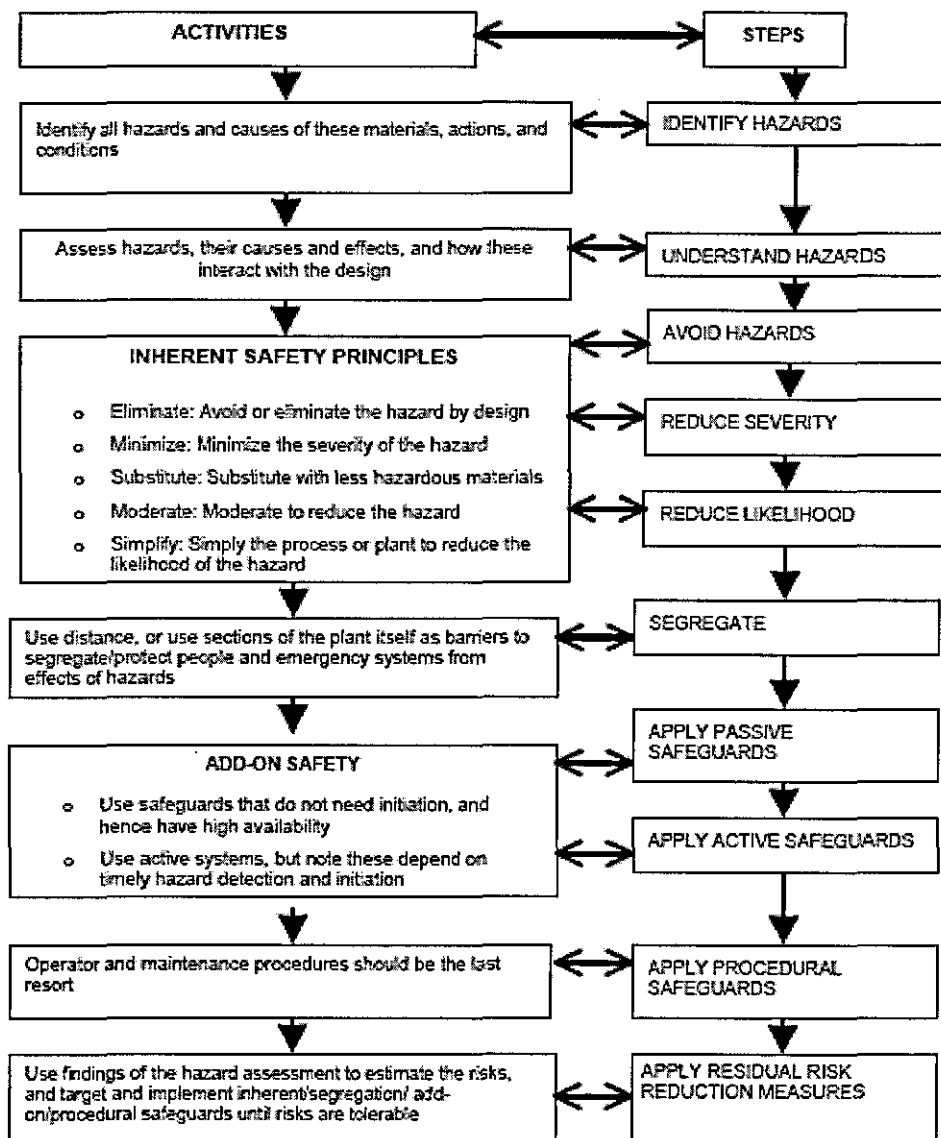 ACTIVITIES
STEPS
Identify all hazards and causes of these materials, actions, and
conditions
IDENTIFY HAZARDS
Assess hazards, their causes and effects, and how these
interact with the design
UNDERSTAND HAZARDS
AVOID HAZARDS
INHERENT SAFETY PRINCIPLES
o Eliminate: Avoid or eliminate the hazard by design
o Minimize: Minimize the severity of the hazard
o Substitute: Substitute with less hazardous materials
o Moderate: Moderate to reduce the hazard
o Simplify: Simply the process or plant to reduce the
likelihood of the hazard
REDUCE SEVERITY
REDUCE LIKELIHOOD
Use distance, or use sections of the plant itself as barriers to
segregate/protect people and emergency systems from
effects of hazards
SEGREGATE
ADD-ON SAFETY
o Use safeguards that do not need initiation, and
hence have high availability
o Use active systems, but note these depend on
timely hazard detection and initiation
APPLY PASSIVE
SAFEGUARDS
APPLY ACTIVE SAFEGUARDS
Operator and maintenance procedures should be the last
resort
APPLY PROCEDURAL
SAFEGUARDS
Use findings of the hazard assessment to estimate the risks,
and target and implement inherent/segregation/ add-
on/procedural safeguards until risks are tolerable
APPLY RESIDUAL RISK
REDUCTION MEASURES